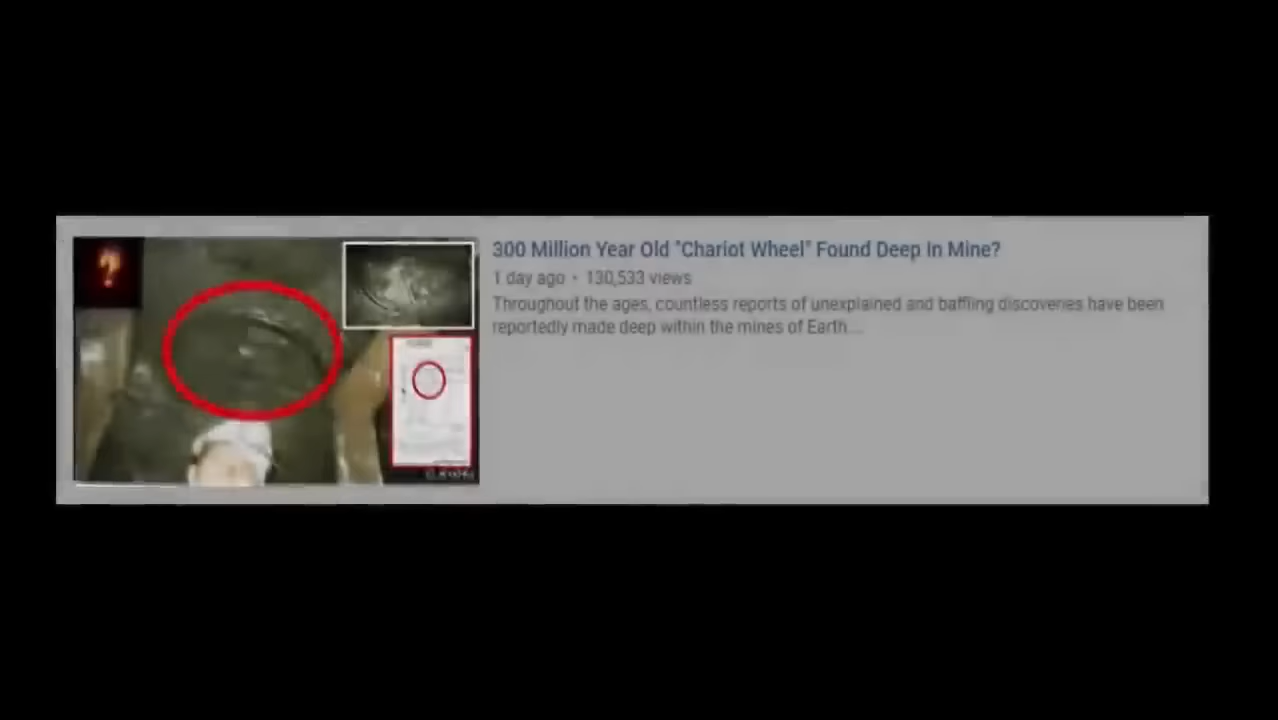 ?
300 Million Year Old "Chariot Wheel" Found Deep In Mine?
1 day ago • 130,533 views
Throughout the ages, countless reports of unexplained and baffling discoveries have been
reportedly made deep within the mines of Earth...